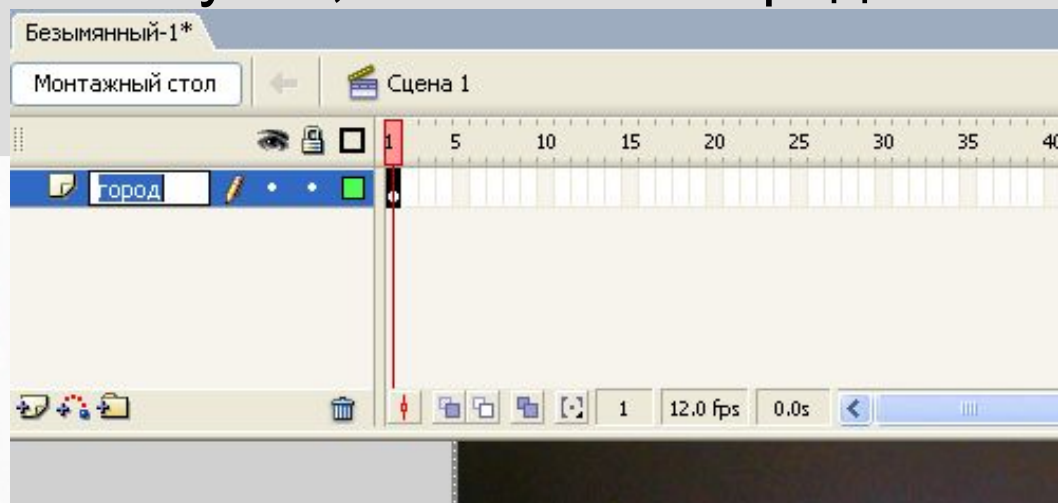 Безымянный-1*
Монтажный стол
Сцена 1
1 5 10 15 20 25 30 35 40
город
1 12.0 fps 0.0s